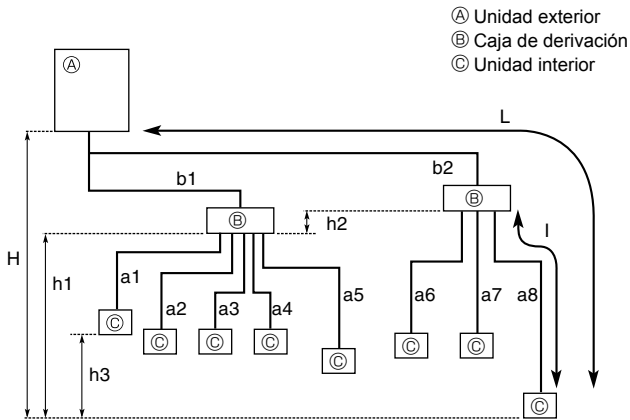 Ⓐ Unidad exterior
Ⓑ Caja de derivación
Ⓒ Unidad interior
Ⓐ
L
b1
b2
Ⓑ
Ⓑ
h2
l
H
h1
a1
a2
a3
a4
a5
a6
a7
a8
Ⓒ
Ⓒ
Ⓒ
Ⓒ
Ⓒ
Ⓒ
Ⓒ
h3
Ⓒ